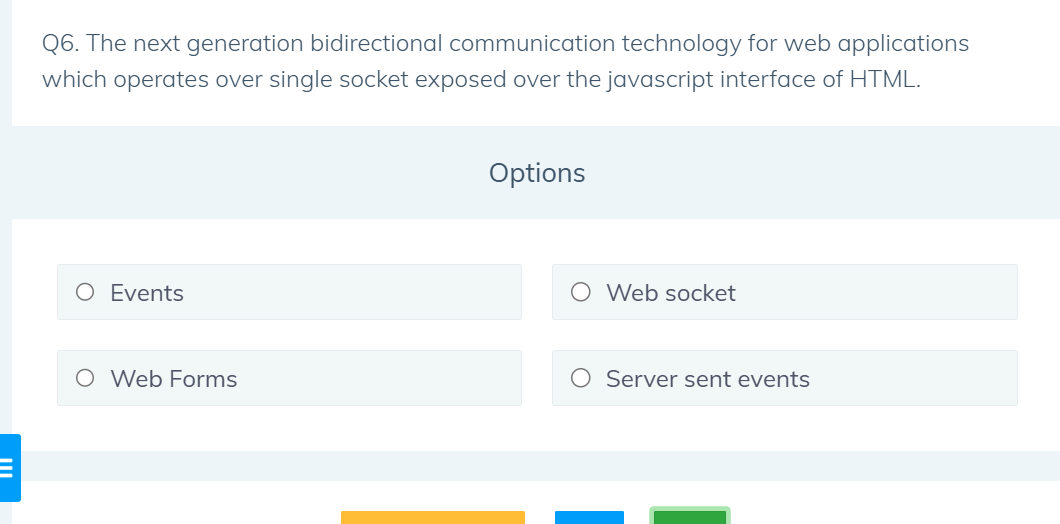 Q6. The next generation bidirectional communication technology for web applications
which operates over single socket exposed over the javascript interface of HTML.
Options
Events
Web socket
Web Forms
Server sent events